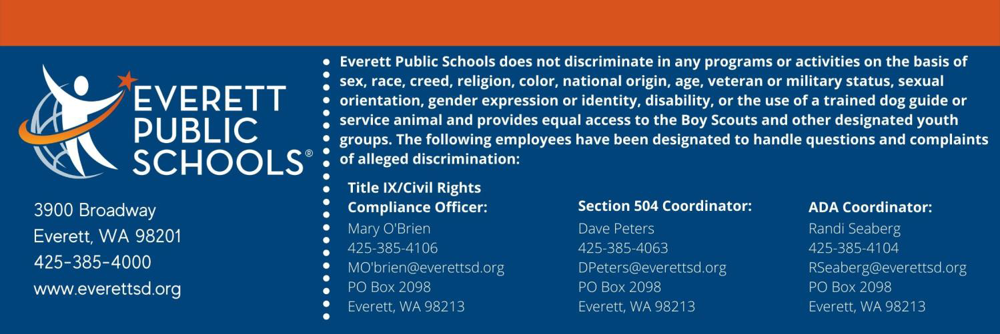 EVERETT
PUBLIC
SCHOOLS®
3900 Broadway
Everett, WA 98201
425-385-4000
www.everettsd.org
Everett Public Schools does not discriminate in any programs or activities on the basis of
sex, race, creed, religion, color, national origin, age, veteran or military status, sexual
orientation, gender expression or identity, disability, or the use of a trained dog guide or
service animal and provides equal access to the Boy Scouts and other designated youth
groups. The following employees have been designated to handle questions and complaints
of alleged discrimination:
Title IX/Civil Rights
Compliance Officer:
Mary O'Brien
425-385-4106
MO'brien@everettsd.org
PO Box 2098
Everett, WA 98213
Section 504 Coordinator:
Dave Peters
425-385-4063
DPeters@everettsd.org
PO Box 2098
Everett, WA 98213
ADA Coordinator:
Randi Seaberg
425-385-4104
RSeaberg@everettsd.org
PO Box 2098
Everett, WA 98213